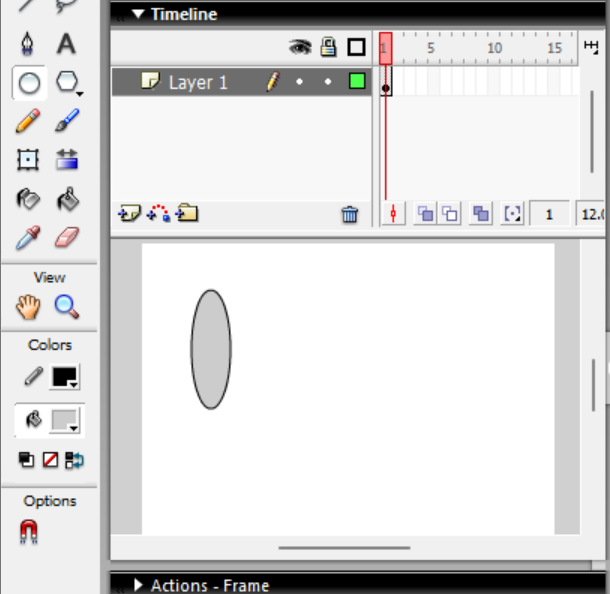 Timeline
A
1 5 10 15
Layer 1
1 12.0
View
Colors
Options
Actions - Frame